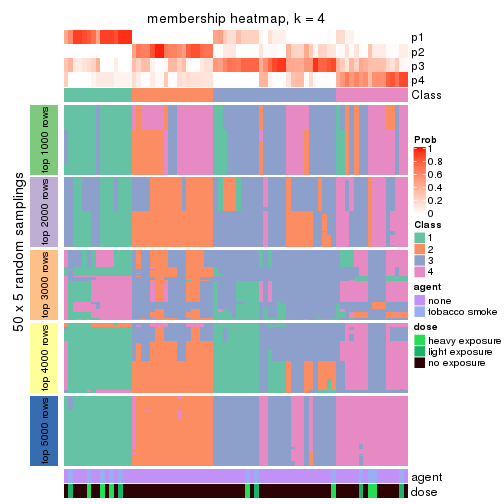 membership heatmap, k = 4
p1
p2
p3
p4
Class
50 x 5 random samplings
top 1000 rows
top 2000 rows
top 3000 rows
top 4000 rows
top 5000 rows
agent
dose
Prob
1
0.8
0.6
0.4
0.2
0
Class
1
2
3
4
agent
none
tobacco smoke
dose
heavy exposure
light exposure
no exposure